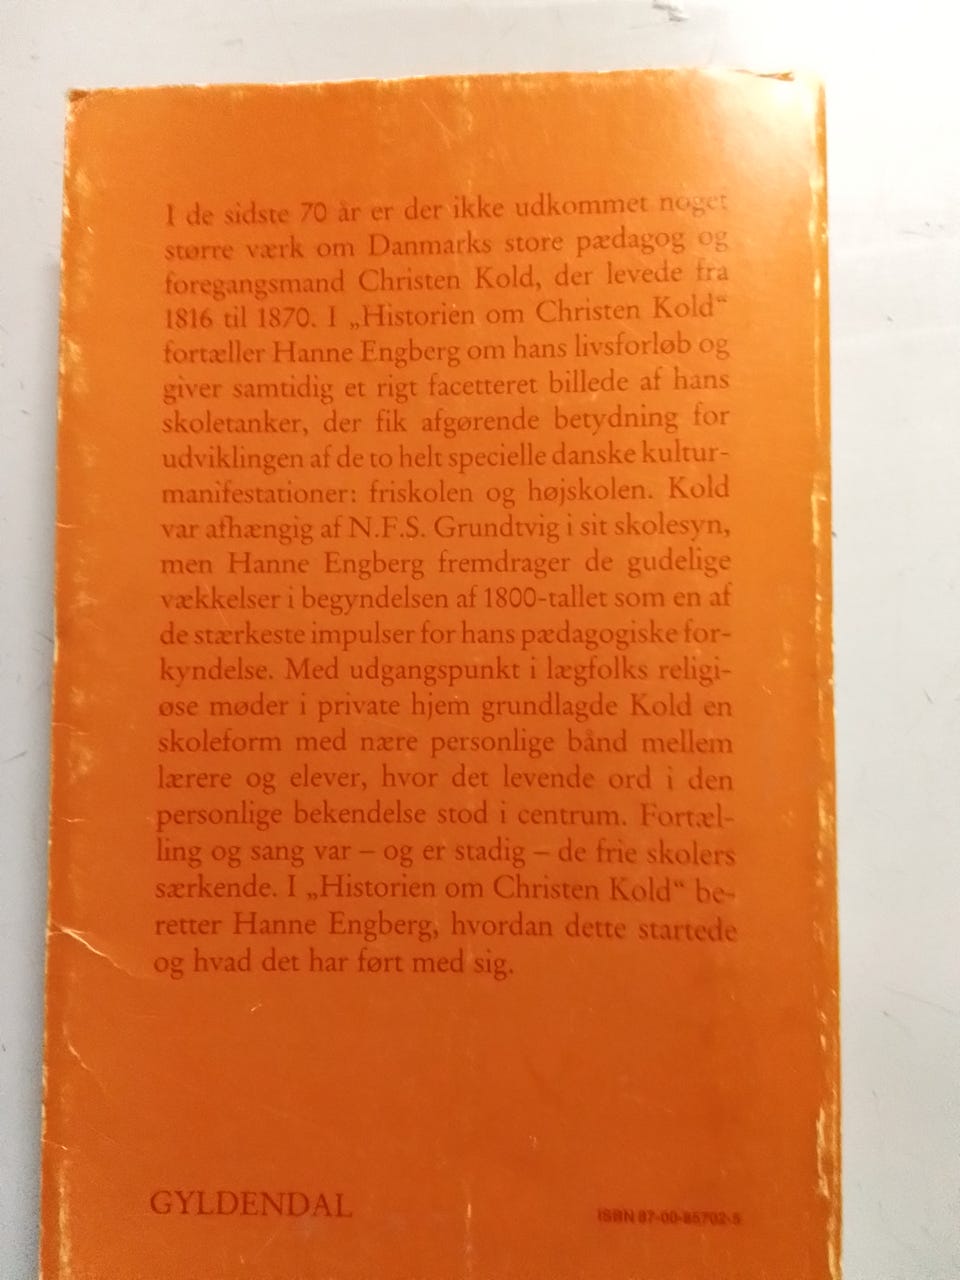 I de sidste 70 år er der ikke udkommet noget
større værk om Danmarks store pædagog og
foregangsmand Christen Kold, der levede fra
1816 til 1870. I „Historien om Christen Kold“
fortæller Hanne Engberg om hans livsforløb og
giver samtidig et rigt facetteret billede af hans
skoletanker, der fik afgørende betydning for
udviklingen af de to helt specielle danske kultur-
manifestationer: friskolen og højskolen. Kold
var afhængig af N.F.S. Grundtvig i sit skolesyn,
men Hanne Engberg fremdrager de gudelige
vækkelser i begyndelsen af 1800-tallet som en af
de stærkeste impulser for hans pædagogiske for-
kyndelse. Med udgangspunkt i lægfolks religi-
øse møder i private hjem grundlagde Kold en
skoleform med nære personlige bånd mellem
lærere og elever, hvor det levende ord i den
personlige bekendelse stod i centrum. Fortæl-
ling og sang var – og er stadig – de frie skolers
særkende. I „Historien om Christen Kold“ be-
retter Hanne Engberg, hvordan dette startede
og hvad det har ført med sig.
GYLDENDAL
ISBN 87-00-85702-5